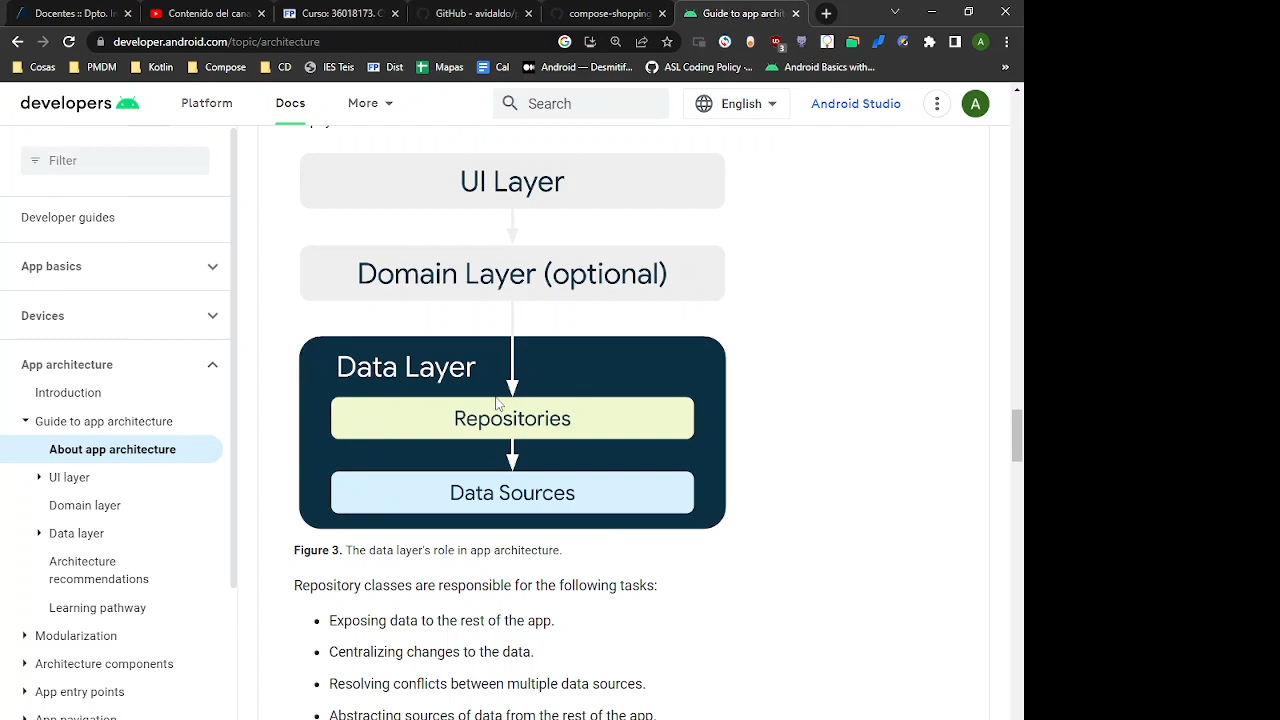 Docentes :: Dpto. In
Contenido del cana
Curso: 36018173. C
GitHub - avidaldo/
compose-shopping
Guide to app archit
developer.android.com/topic/architecture
3
A
Cosas
PMDM
Kotlin
Compose
CD
IES Teis
Dist
Mapas
Cal
Android — Desmitif...
ASL Coding Policy -...
Android Basics with...
»
developers
Platform
Docs
More
Search
English
Android Studio
A
Filter
Developer guides
App basics
Devices
App architecture
Introduction
Guide to app architecture
About app architecture
UI layer
Domain layer
Data layer
Architecture
recommendations
Learning pathway
Modularization
Architecture components
App entry points
App navigation
UI Layer
Domain Layer (optional)
Data Layer
Repositories
Data Sources
Figure 3. The data layer's role in app architecture.
Repository classes are responsible for the following tasks:
• Exposing data to the rest of the app.
• Centralizing changes to the data.
• Resolving conflicts between multiple data sources.
• Abstracting sources of data from the rest of the app.